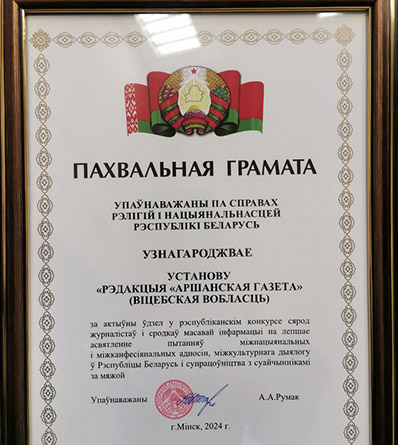 ПАХВАЛЬНАЯ ГРАМАТА
УПАЎНАВАЖАНЫ ПА СПРАВАХ
РЭЛІГІЙ І НАЦЫЯНАЛЬНАСЦЕЙ
РЭСПУБЛІКІ БЕЛАРУСЬ
УЗНАГАРОДЖВАЕ
УСТАНОВУ
«РЭДАКЦЫЯ «АРШАНСКАЯ ГАЗЕТА»
(ВІЦЕБСКАЯ ВОБЛАСЦЬ)
за актыўны ўдзел у рэспубліканскім конкурсе сярод
журналістаў і сродкаў масавай інфармацыі на лепшае
асвятленне пытанняў міжнацыянальных
і міжканфесіянальных адносін, міжкультурнага дыялогу
ў Рэспубліцы Беларусь і супрацоўніцтва з суайчыннікамі
за мяжой
Упаўнаважаны А.А.Румак
г.Мінск, 2024 г.